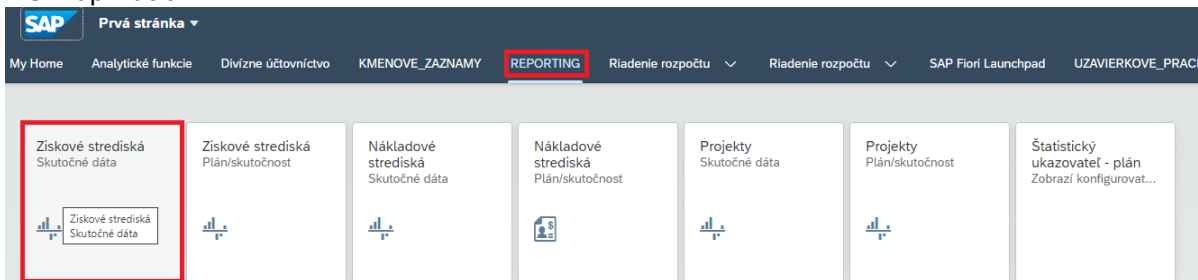 SAP Prvá stránka
My Home Analytické funkcie Divízne účtovníctvo KMENOVE_ZAZNAMY REPORTING Riadenie rozpočtu Riadenie rozpočtu SAP Fiori Launchpad UZAVIERKOVE_PRAC
Ziskové strediská
Skutočné dáta
Ziskové strediská
Skutočné dáta
Ziskové strediská
Plán/skutočnosť
Nákladové
strediská
Skutočné dáta
Nákladové
strediská
Plán/skutočnosť
Projekty
Skutočné dáta
Projekty
Plán/skutočnosť
Štatistický
ukazovateľ - plán
Zobrazí konfigurovat...